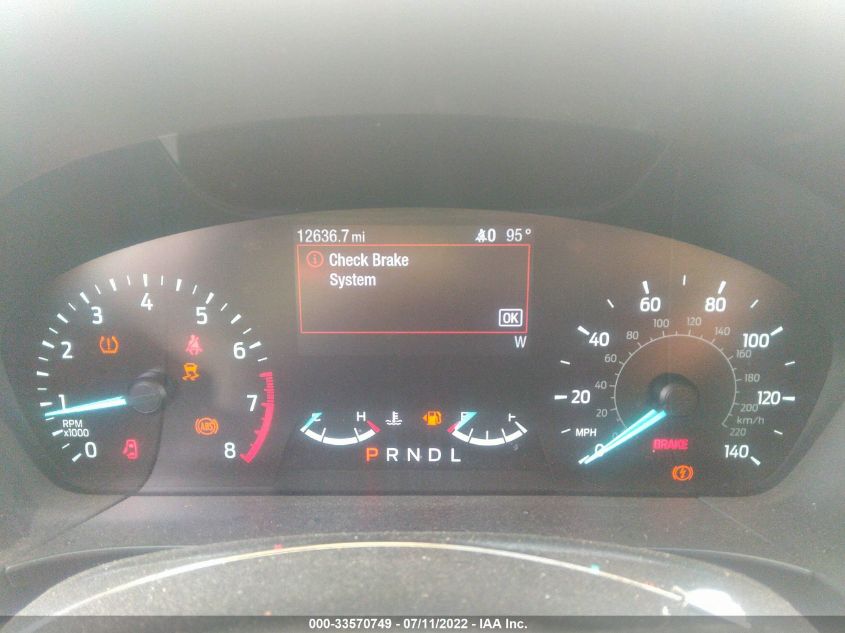 12636.7 mi 0 95°
Check Brake
System
OK
W
0 1 2 3 4 5 6 7 8
RPM
x1000
ABS
H
P R N D L
0 20 40 60 80 100 120 140
20 40 60 80 100 120 140 160 180 200 220
MPH
km/h
BRAKE
000-33570749 - 07/11/2022 - IAA Inc.